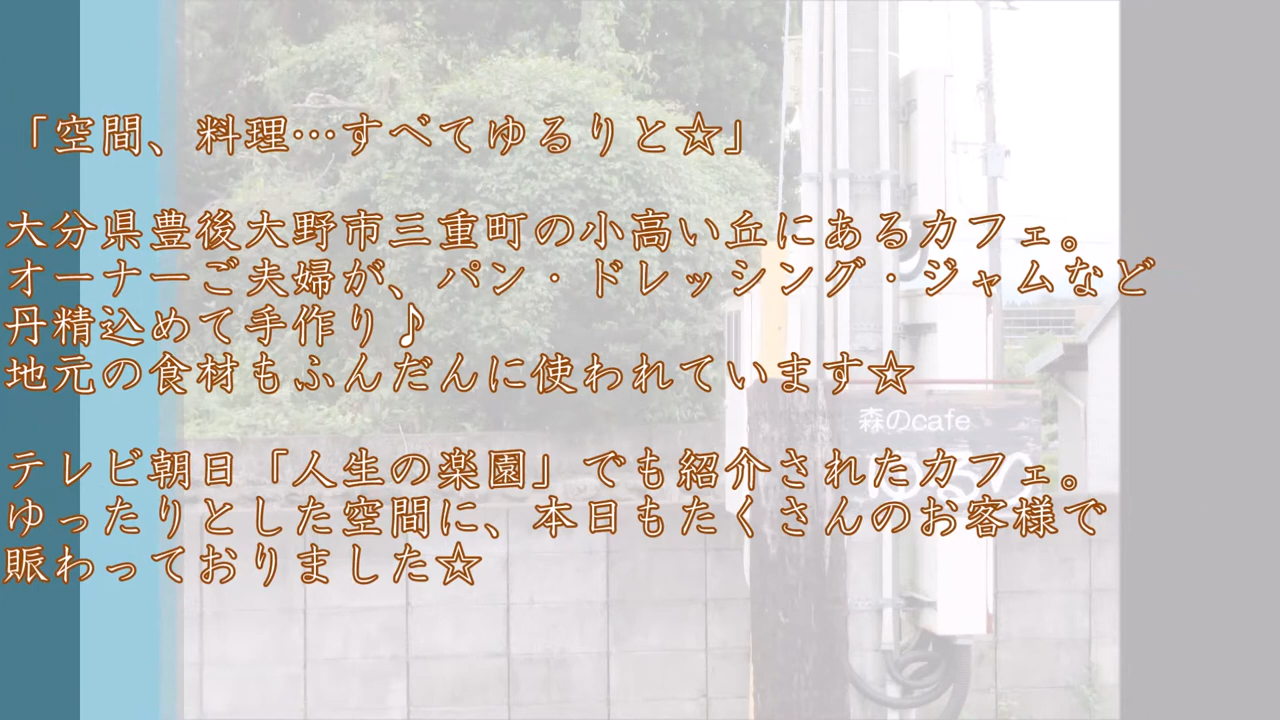 「空間、料理…すべてゆるりと☆」
大分県豊後大野市三重町の小高い丘にあるカフェ。
オーナーご夫婦が、パン・ドレッシング・ジャムなど
丹精込めて手作り♪
地元の食材もふんだんに使われています☆
テレビ朝日「人生の楽園」でも紹介されたカフェ。
ゆったりとした空間に、本日もたくさんのお客様で
賑わっておりました☆
森のcafe
ゆるり